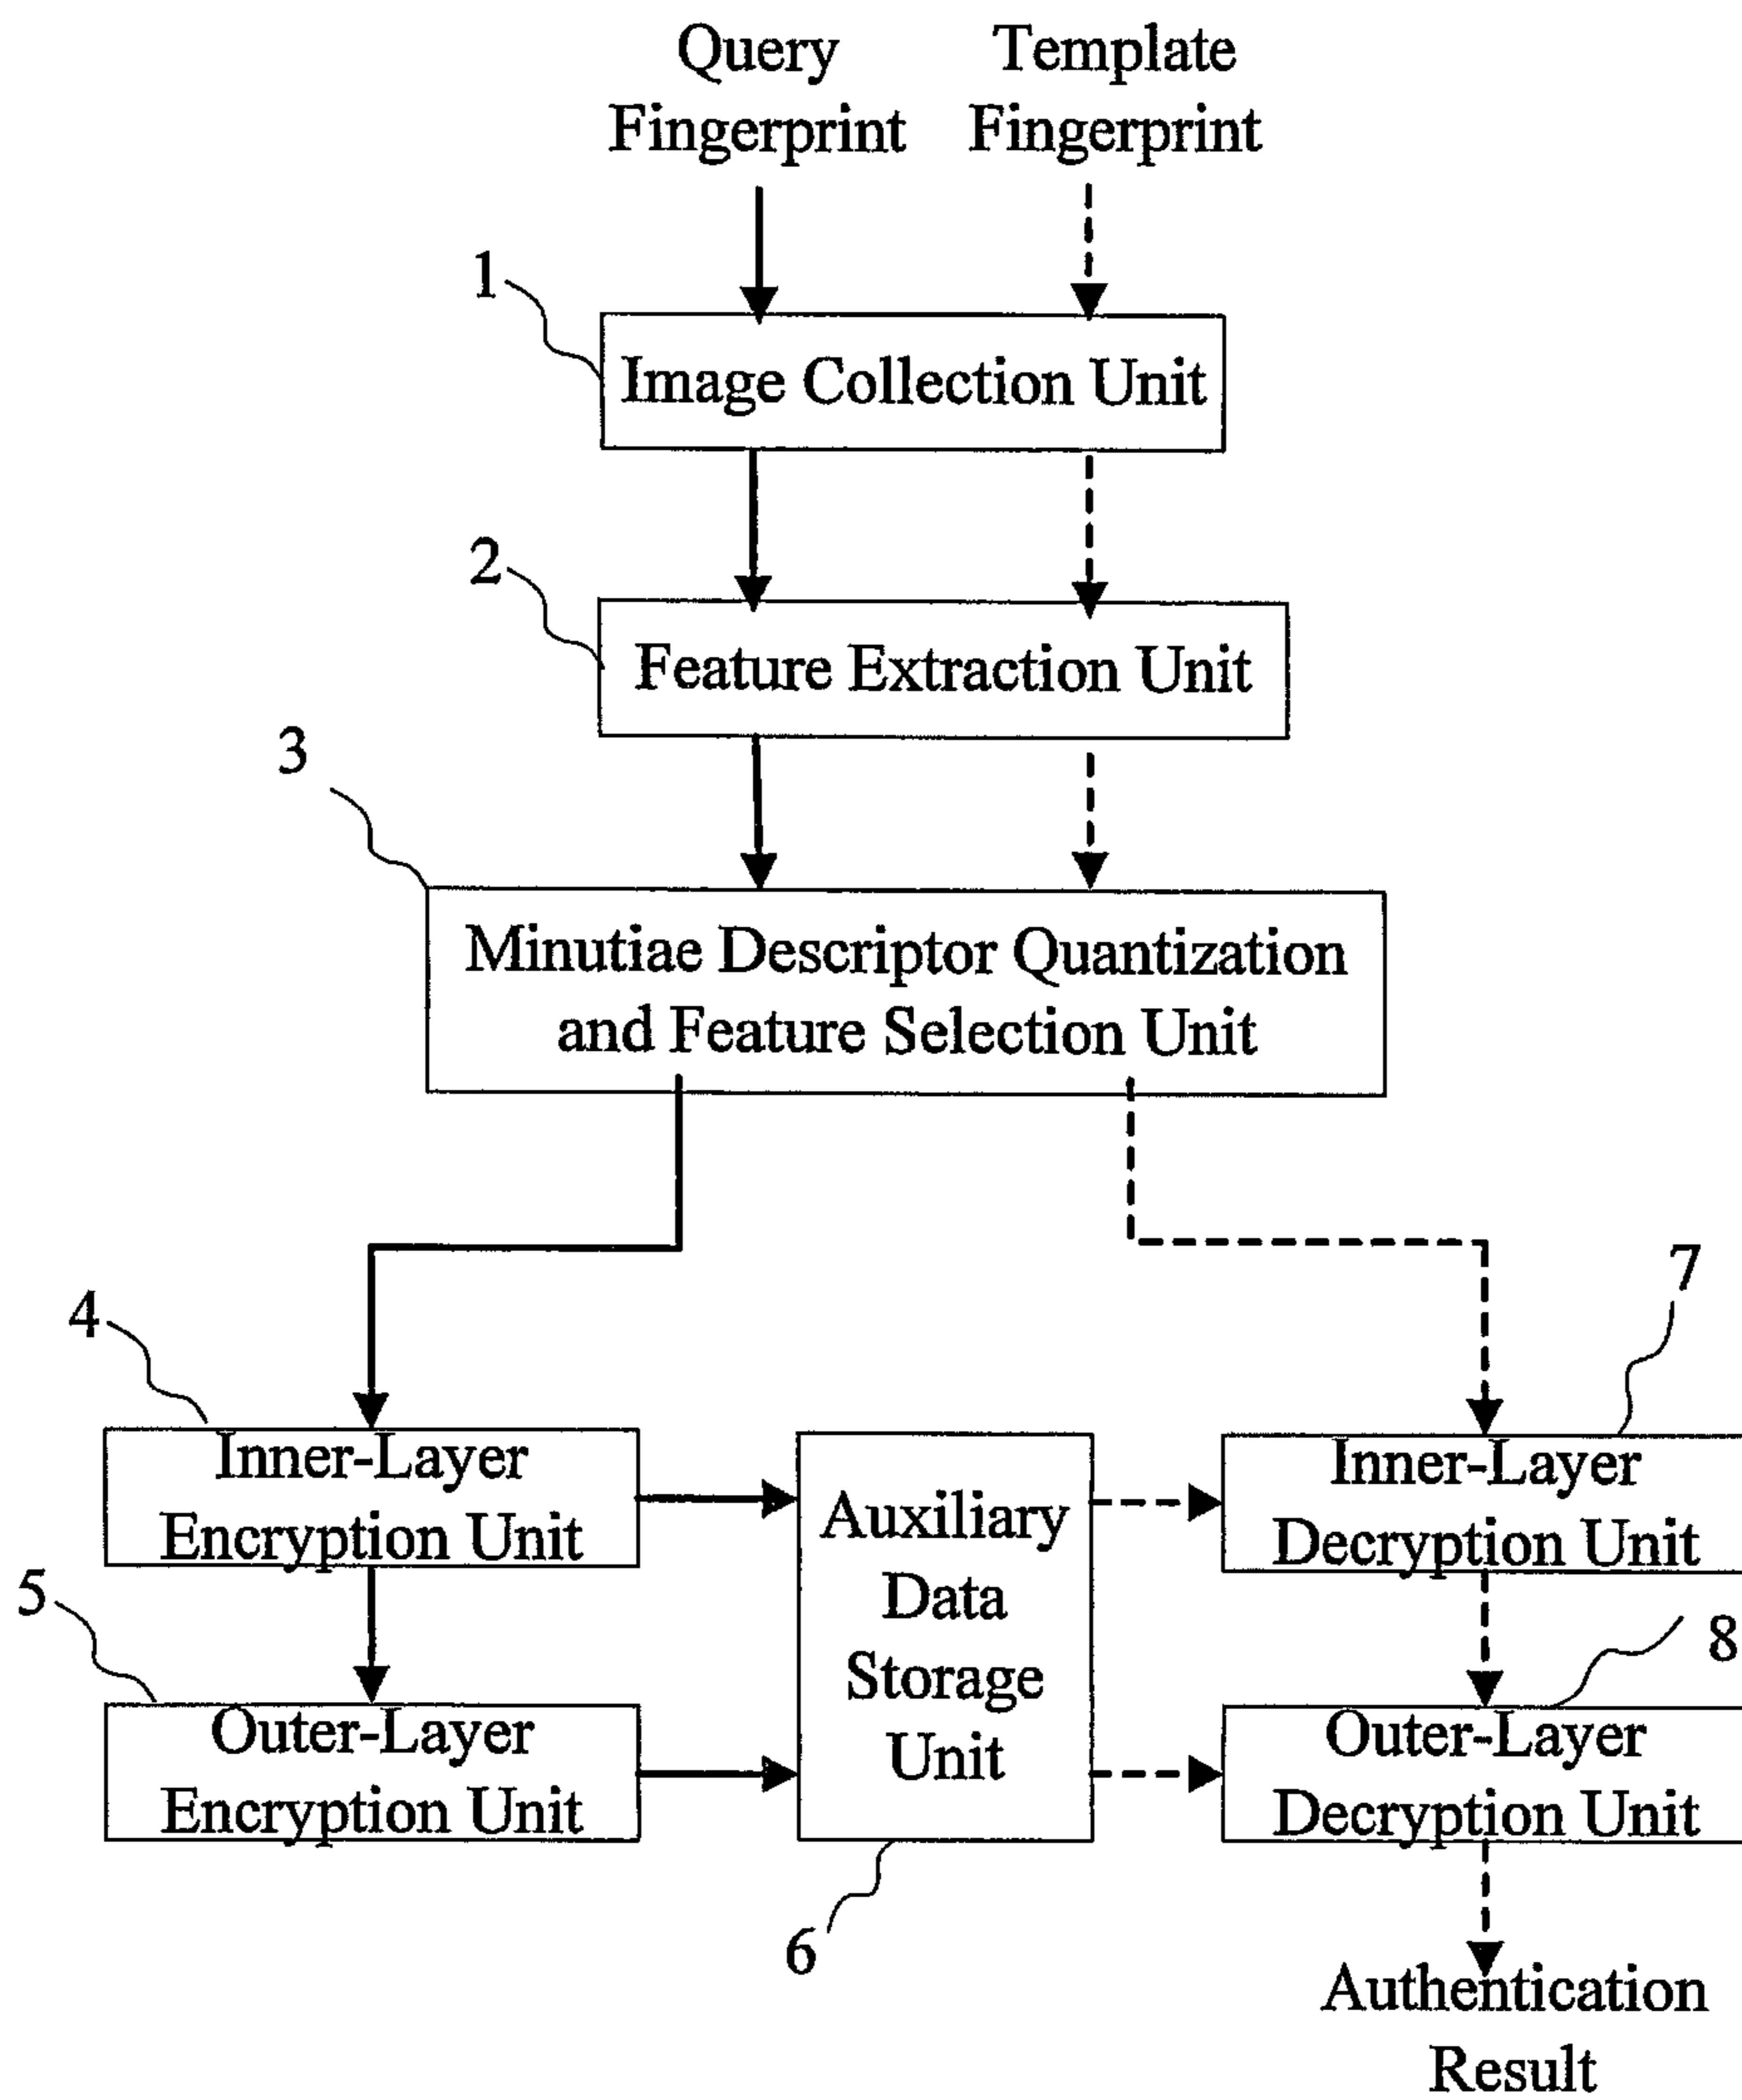 Query
Fingerprint
Template
Fingerprint
1
Image Collection Unit
2
Feature Extraction Unit
3
Minutiae Descriptor Quantization
and Feature Selection Unit
4
Inner-Layer
Encryption Unit
5
Outer-Layer
Encryption Unit
Auxiliary
Data
Storage
Unit
6
7
Inner-Layer
Decryption Unit
8
Outer-Layer
Decryption Unit
Authentication
Result